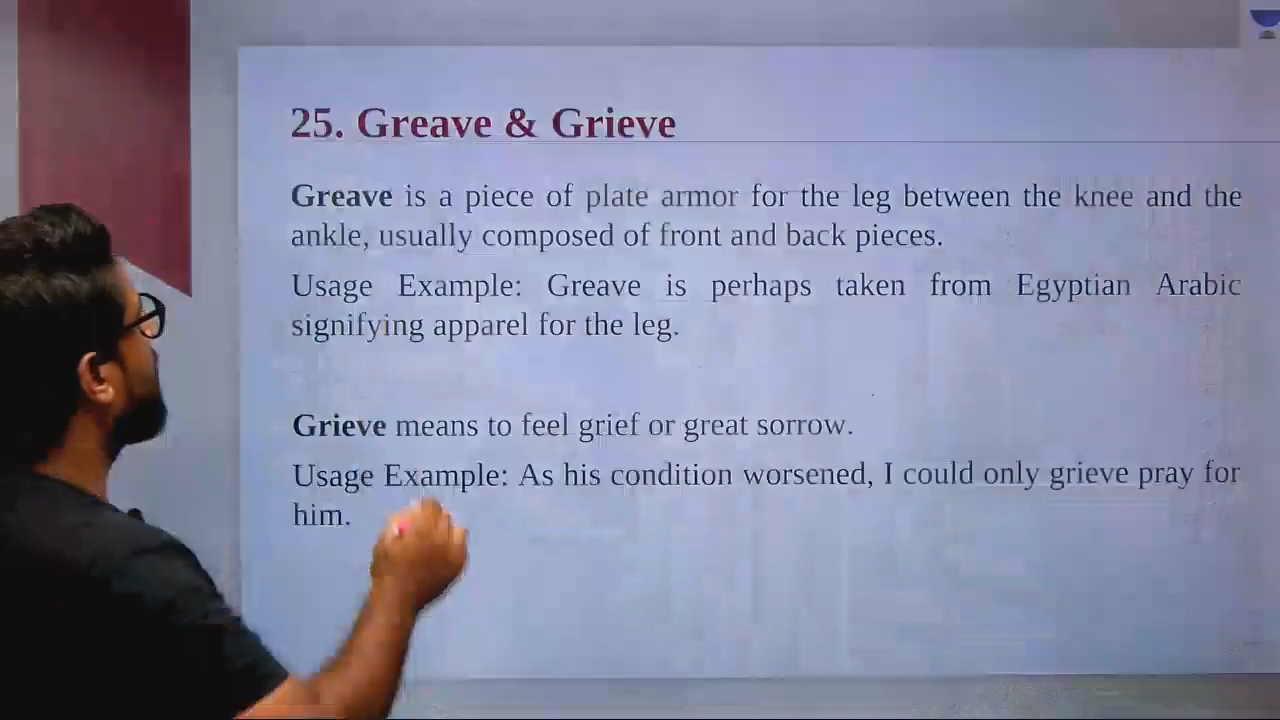 25. Greave & Grieve
Greave is a piece of plate armor for the leg between the knee and the
ankle, usually composed of front and back pieces.
Usage Example: Greave is perhaps taken from Egyptian Arabic
signifying apparel for the leg.
Grieve means to feel grief or great sorrow.
Usage Example: As his condition worsened, I could only grieve pray for
him.